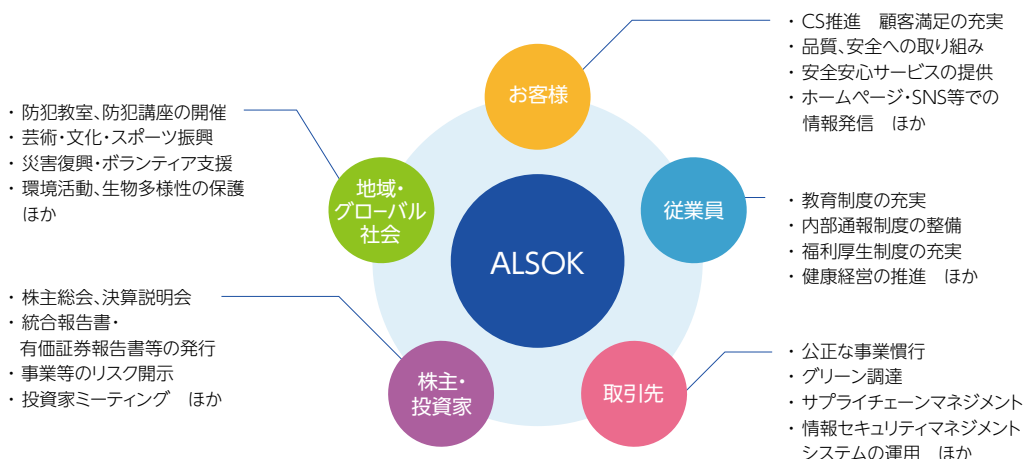 お客様
・ CS推進　顧客満足の充実
・ 品質、安全への取り組み
・ 安全安心サービスの提供
・ ホームページ・SNS等での
情報発信　ほか
従業員
・ 教育制度の充実
・ 内部通報制度の整備
・ 福利厚生制度の充実
・ 健康経営の推進　ほか
取引先
・ 公正な事業慣行
・ グリーン調達
・ サプライチェーンマネジメント
・ 情報セキュリティマネジメント
システムの運用　ほか
株主・
投資家
・ 株主総会、決算説明会
・ 統合報告書・
有価証券報告書等の発行
・ 事業等のリスク開示
・ 投資家ミーティング　ほか
地域・
グローバル
社会
・ 防犯教室、防犯講座の開催
・ 芸術・文化・スポーツ振興
・ 災害復興・ボランティア支援
・ 環境活動、生物多様性の保護
ほか
ALSOK